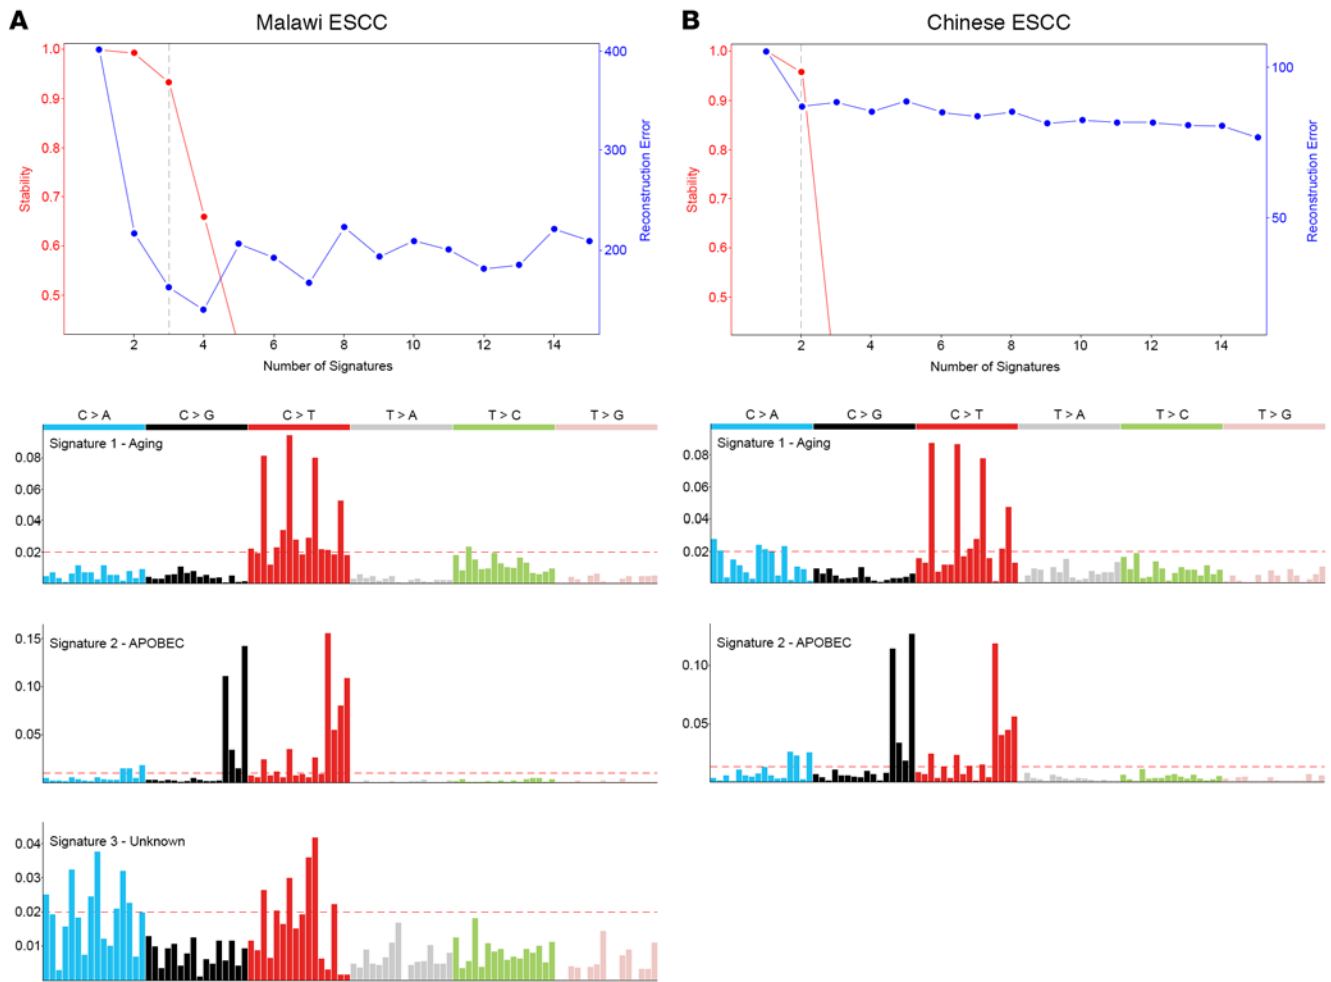 A
Malawi ESCC
1.0
0.9
0.8
0.7
0.6
0.5
Stability
400
300
200
Reconstruction Error
2 4 6 8 10 12 14
Number of Signatures
C > A C > G C > T T > A T > C T > G
Signature 1 - Aging
0.08
0.06
0.04
0.02
Signature 2 - APOBEC
0.15
0.10
0.05
Signature 3 - Unknown
0.04
0.03
0.02
0.01
B
Chinese ESCC
1.0
0.9
0.8
0.7
0.6
0.5
Stability
100
50
Reconstruction Error
2 4 6 8 10 12 14
Number of Signatures
C > A C > G C > T T > A T > C T > G
Signature 1 - Aging
0.08
0.06
0.04
0.02
Signature 2 - APOBEC
0.10
0.05